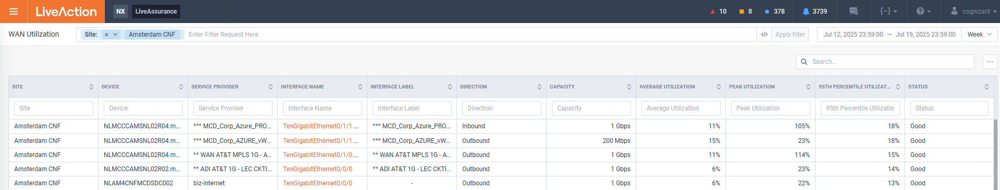 LiveAction NX LiveAssurance 10 8 378 3739 {···} ? cognizant
WAN Utilization Site: = Amsterdam CNF Enter Filter Request Here </> Apply filter Jul 12, 2025 23:59:00 → Jul 19, 2025 23:59:00 Week
Search... ...
SITE DEVICE SERVICE PROVIDER INTERFACE NAME INTERFACE LABEL DIRECTION CAPACITY AVERAGE UTILIZATION PEAK UTILIZATION 95TH PERCENTILE UTILIZAT... STATUS
Site Device Service Provider Interface Name Interface Label Direction Capacity Average Utilization Peak Utilization 95th Percentile Utilizatio Status
Amsterdam CNF NLMCCCAMSNL02R04.m... *** MCD_Corp_Azure_PRO... TenGigabitEthernet0/1/1.... *** MCD_Corp_Azure_PRO... Inbound 1 Gbps 11% 105% 18% Good
Amsterdam CNF NLMCCCAMSNL02R04.m... *** MCD_Corp_AZURE_vW... TenGigabitEthernet0/1/1.... *** MCD_Corp_AZURE_vW... Outbound 200 Mbps 15% 23% 18% Good
Amsterdam CNF NLMCCCAMSNL02R04.m... ** WAN AT&T MPLS 1G - A... TenGigabitEthernet0/1/0.... ** WAN AT&T MPLS 1G - A... Outbound 1 Gbps 11% 114% 15% Good
Amsterdam CNF NLMCCCAMSNL02R02.m... ** ADI AT&T 1G - LEC CKTI... TenGigabitEthernet0/0/0 ** ADI AT&T 1G - LEC CKTI... Outbound 1 Gbps 6% 23% 14% Good
Amsterdam CNF NLAM4CNFMCDSDC002 biz-internet TenGigabitEthernet0/0/0 - Outbound 1 Gbps 6% 22% 13% Good